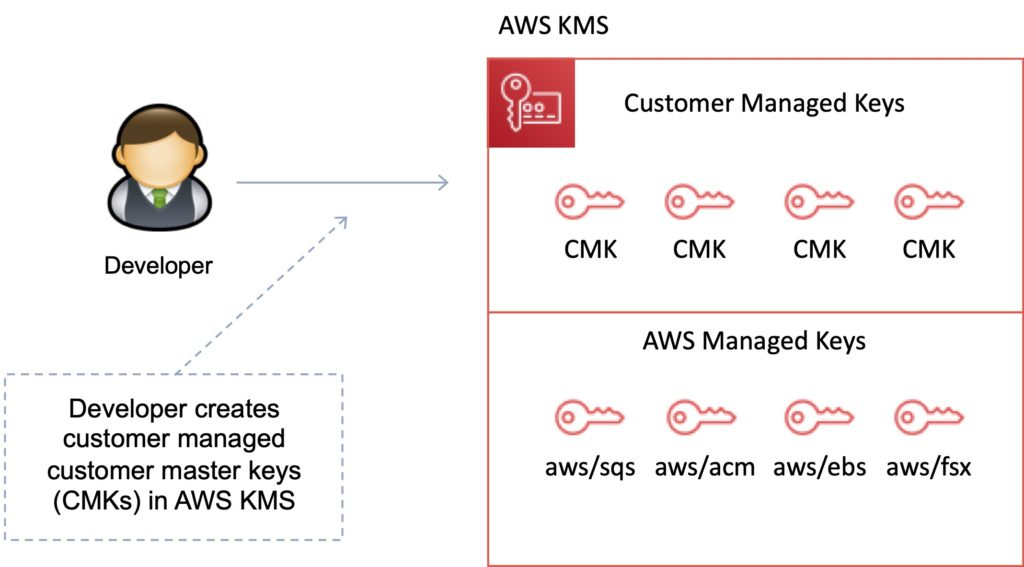 AWS KMS
Customer Managed Keys
CMK CMK CMK CMK
Developer
AWS Managed Keys
aws/sqs aws/acm aws/ebs aws/fsx
Developer creates
customer managed
customer master keys
(CMKs) in AWS KMS